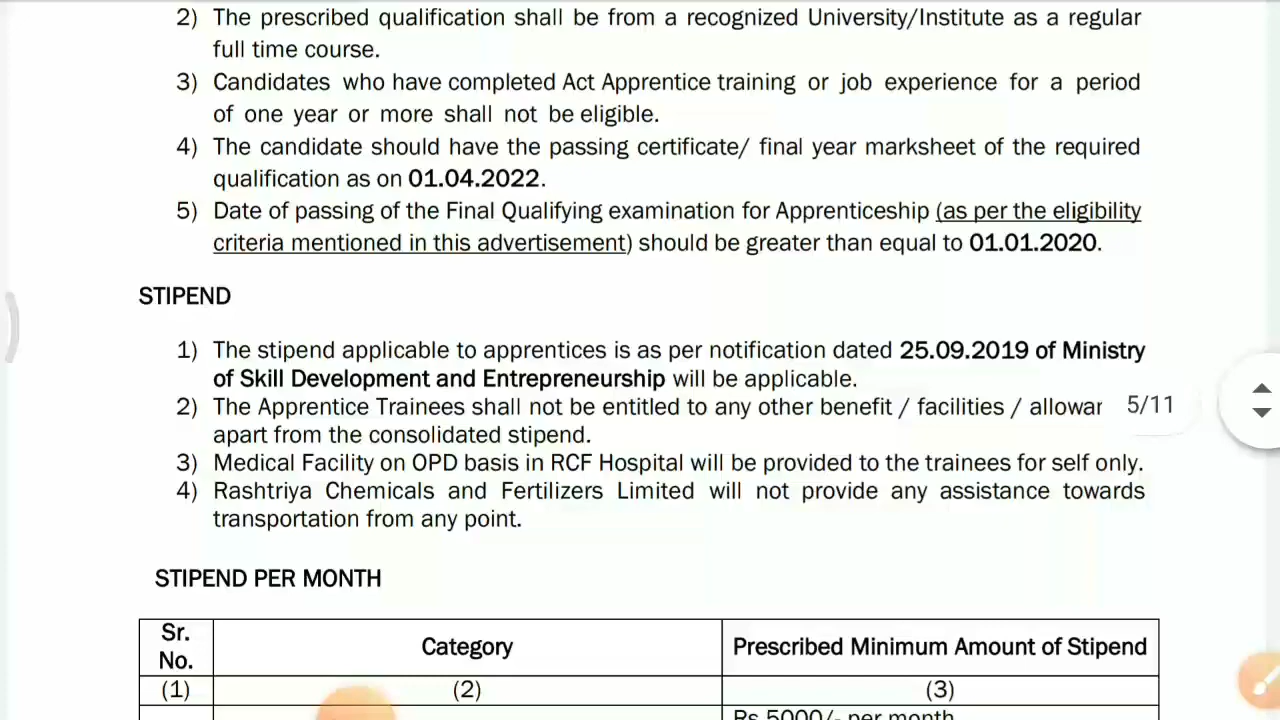 2) The prescribed qualification shall be from a recognized University/Institute as a regular
full time course.
3) Candidates who have completed Act Apprentice training or job experience for a period
of one year or more shall not be eligible.
4) The candidate should have the passing certificate/ final year marksheet of the required
qualification as on 01.04.2022.
5) Date of passing of the Final Qualifying examination for Apprenticeship (as per the eligibility
criteria mentioned in this advertisement) should be greater than equal to 01.01.2020.
STIPEND
1) The stipend applicable to apprentices is as per notification dated 25.09.2019 of Ministry
of Skill Development and Entrepreneurship will be applicable.
2) The Apprentice Trainees shall not be entitled to any other benefit / facilities / allowar
5/11
apart from the consolidated stipend.
3) Medical Facility on OPD basis in RCF Hospital will be provided to the trainees for self only.
4) Rashtriya Chemicals and Fertilizers Limited will not provide any assistance towards
transportation from any point.
STIPEND PER MONTH
Sr. No. Category Prescribed Minimum Amount of Stipend
(1) (2) (3)
Rs 5000/- per month